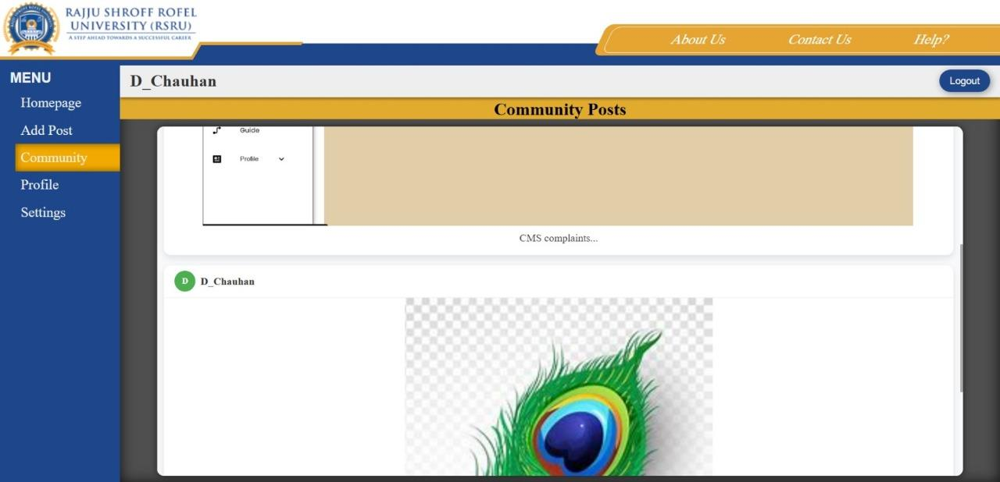 RAJJU SHROFF ROFEL
UNIVERSITY (RSRU)
A STEP AHEAD TOWARDS A SUCCESSFUL CAREER
About Us
Contact Us
Help?
MENU
Homepage
Add Post
Community
Profile
Settings
D_Chauhan
Logout
Community Posts
Guide
Profile
CMS complaints...
D
D_Chauhan